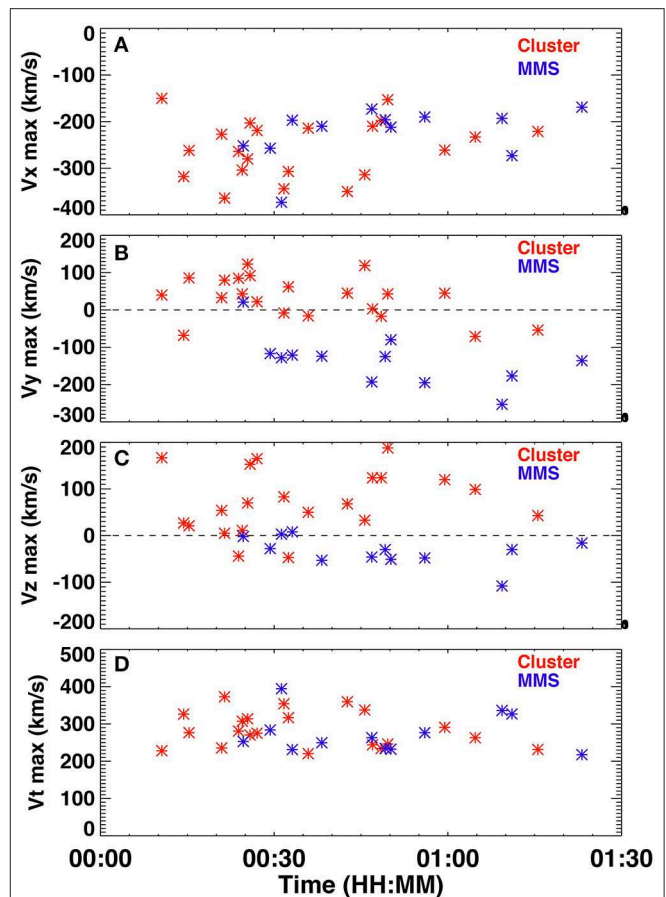 A
Cluster
MMS
Vx max (km/s)
0
-100
-200
-300
-400
B
Cluster
MMS
Vy max (km/s)
200
100
0
-100
-200
-300
C
Cluster
MMS
Vz max (km/s)
200
100
0
-100
-200
D
Cluster
MMS
Vt max (km/s)
500
400
300
200
100
0
00:00 00:30 01:00 01:30
Time (HH:MM)